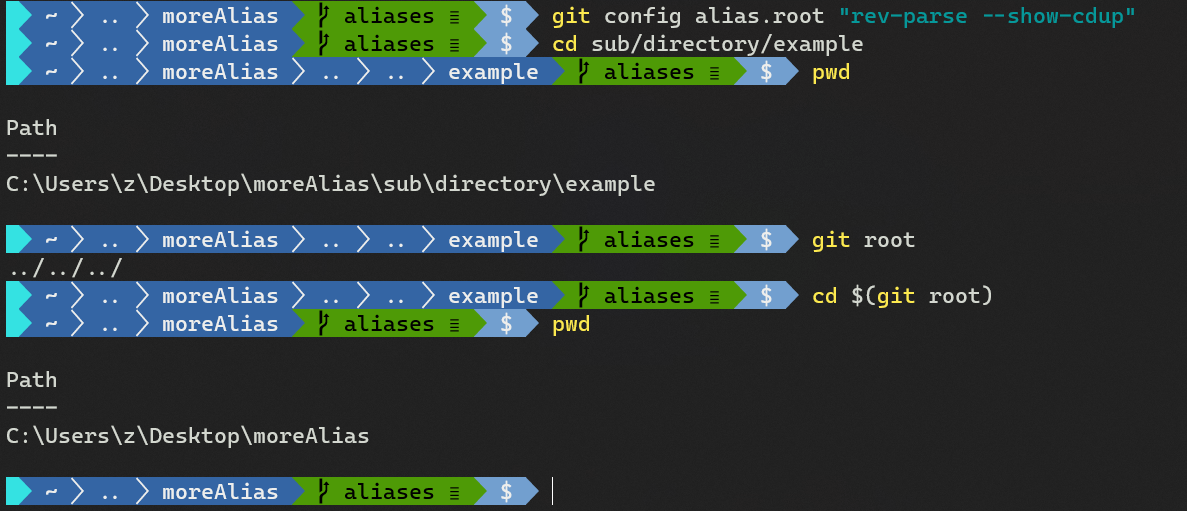 ~ .. moreAlias aliases ≡ $ git config alias.root "rev-parse --show-cdup"
~ .. moreAlias aliases ≡ $ cd sub/directory/example
~ .. moreAlias .. .. example aliases ≡ $ pwd
Path
----
C:\Users\z\Desktop\moreAlias\sub\directory\example
~ .. moreAlias .. .. example aliases ≡ $ git root
../../../
~ .. moreAlias .. .. example aliases ≡ $ cd $(git root)
~ .. moreAlias aliases ≡ $ pwd
Path
----
C:\Users\z\Desktop\moreAlias
~ .. moreAlias aliases ≡ $